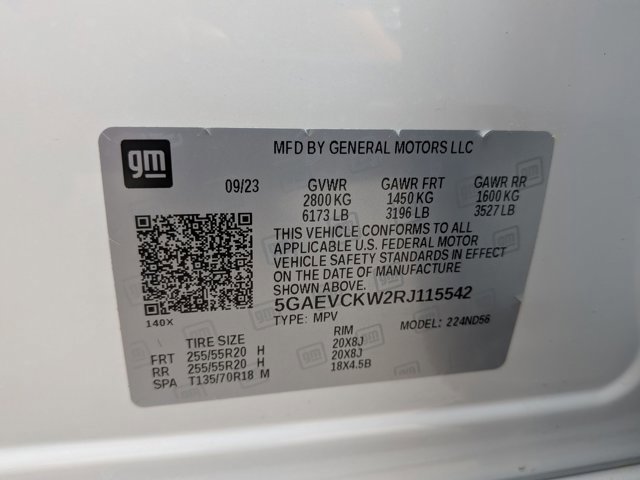 gm
MFD BY GENERAL MOTORS LLC
09/23 GVWR GAWR FRT GAWR RR
2800 KG 1450 KG 1600 KG
6173 LB 3196 LB 3527 LB
THIS VEHICLE CONFORMS TO ALL
APPLICABLE U.S. FEDERAL MOTOR
VEHICLE SAFETY STANDARDS IN EFFECT
ON THE DATE OF MANUFACTURE
SHOWN ABOVE.
5GAEVCKW2RJ115542
140X TYPE: MPV MODEL: 224ND56
TIRE SIZE RIM
FRT 255/55R20 H 20X8J
RR 255/55R20 H 20X8J
SPA T135/70R18 M 18X4.5B